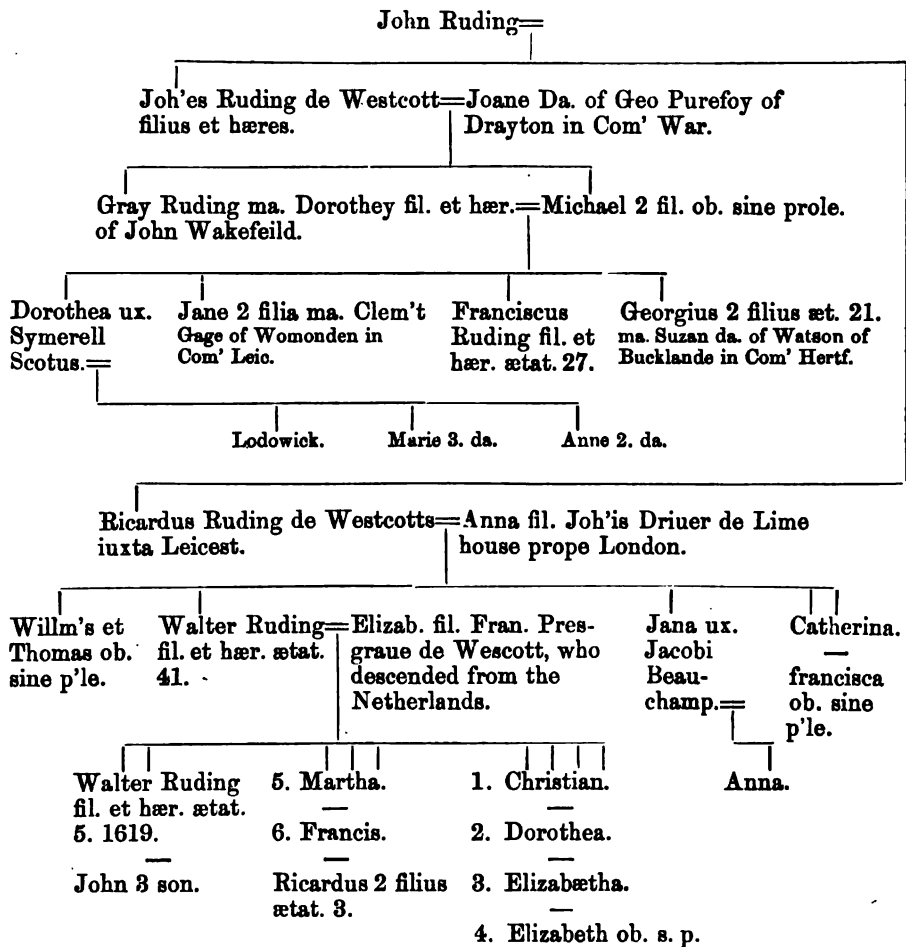 John Ruding=
Joh'es Ruding de Westcott=Joane Da. of Geo Purefoy of
filius et hæres. Drayton in Com' War.
Gray Ruding ma. Dorothey fil. et hær.=Michael 2 fil. ob. sine prole.
of John Wakefeild.
Dorothea ux.
Symerell
Scotus.=
Jane 2 filia ma. Clem't
Gage of Womonden in
Com' Leic.
Franciscus
Ruding fil. et
hær. ætat. 27.
Georgius 2 filius æt. 21.
ma. Suzan da. of Watson of
Bucklande in Com' Hertf.
Lodowick. Marie 3. da. Anne 2. da.
Ricardus Ruding de Westcotts=Anna fil. Joh'is Driuer de Lime
iuxta Leicest. house prope London.
Willm's et
Thomas ob.
sine p'le.
Walter Ruding=
fil. et hær. ætat.
41.
Elizab. fil. Fran. Pres-
graue de Wescott, who
descended from the
Netherlands.
Jana ux.
Jacobi
Beau-
champ.=
Catherina.
—
francisca
ob. sine
p'le.
Walter Ruding
fil. et hær. ætat.
5. 1619.
—
John 3 son.
5. Martha.
—
6. Francis.
—
Ricardus 2 filius
ætat. 3.
1. Christian.
—
2. Dorothea.
—
3. Elizabætha.
—
4. Elizabeth ob. s. p.
Anna.